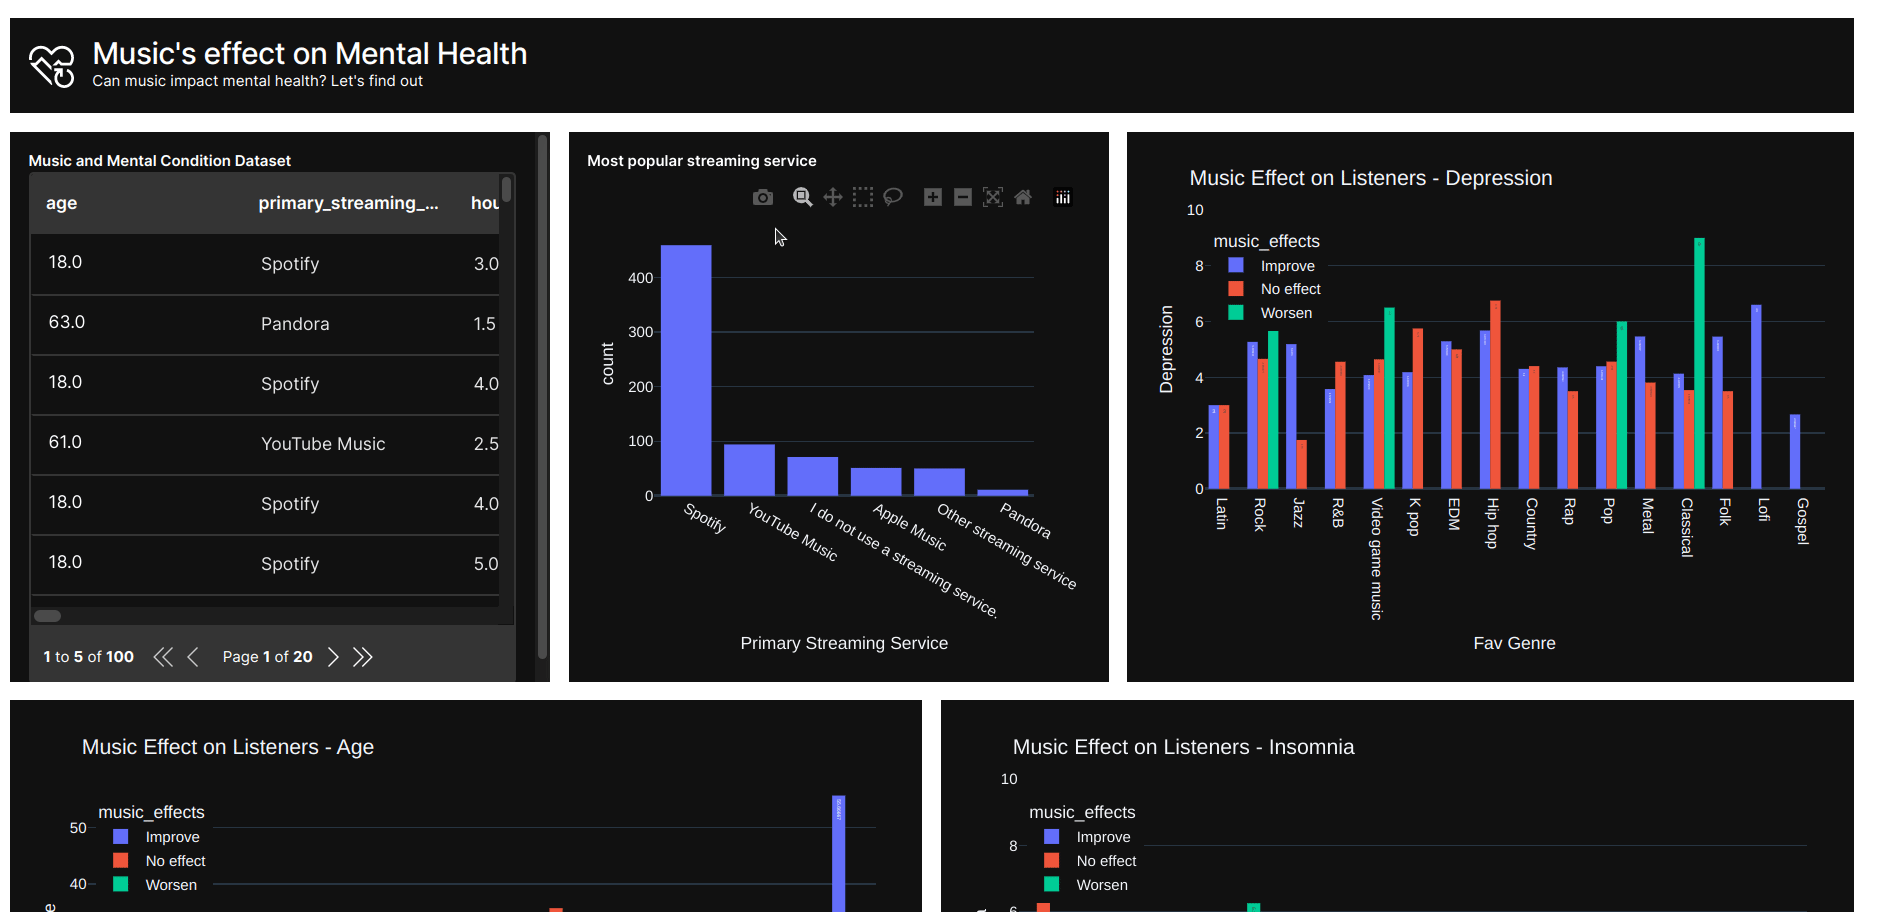 Music's effect on Mental Health
Can music impact mental health? Let's find out
Music and Mental Condition Dataset
age primary_streaming_... hou
18.0 Spotify 3.0
63.0 Pandora 1.5
18.0 Spotify 4.0
61.0 YouTube Music 2.5
18.0 Spotify 4.0
18.0 Spotify 5.0
1 to 5 of 100 Page 1 of 20
Most popular streaming service
count
400
300
200
100
0
Spotify
YouTube Music
I do not use a streaming service.
Apple Music
Other streaming service
Pandora
Primary Streaming Service
Music Effect on Listeners - Depression
10
8
6
4
2
0
Depression
music_effects
Improve
No effect
Worsen
Latin
Rock
Jazz
R&B
Video game music
K pop
EDM
Hip hop
Country
Rap
Pop
Metal
Classical
Folk
Lofi
Gospel
Fav Genre
Music Effect on Listeners - Age
50
40
music_effects
Improve
No effect
Worsen
e
Music Effect on Listeners - Insomnia
10
8
6
music_effects
Improve
No effect
Worsen